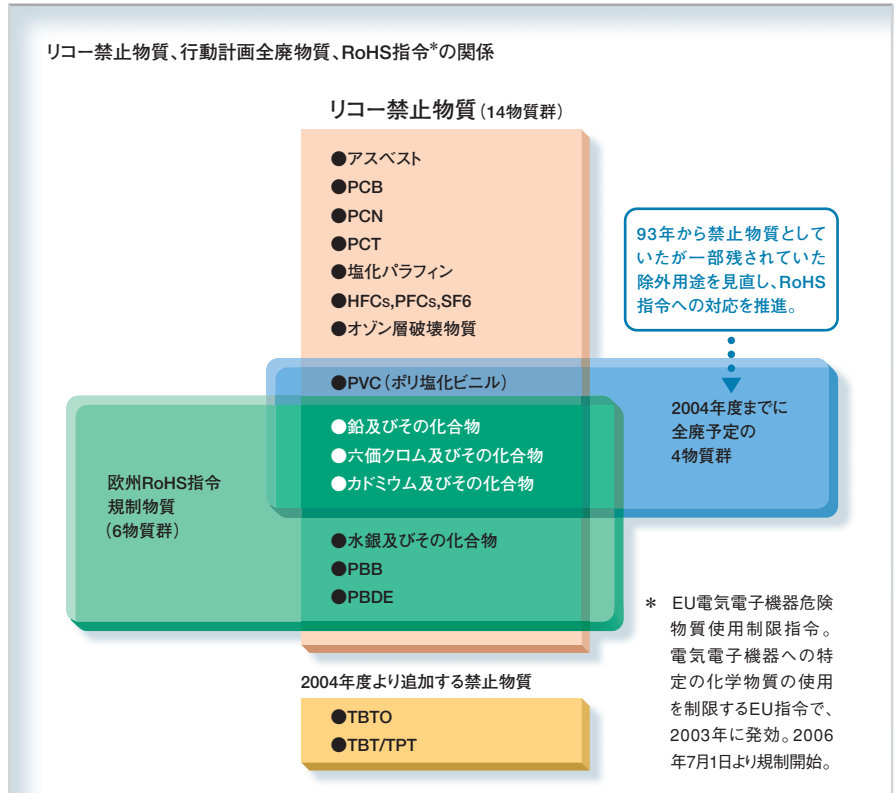 リコー禁止物質、行動計画全廃物質、RoHS指令*の関係
リコー禁止物質（14物質群）
●アスベスト
●PCB
●PCN
●PCT
●塩化パラフィン
●HFCs,PFCs,SF6
●オゾン層破壊物質
●PVC（ポリ塩化ビニル）
●鉛及びその化合物
●六価クロム及びその化合物
●カドミウム及びその化合物
●水銀及びその化合物
●PBB
●PBDE
93年から禁止物質として
いたが一部残されていた
除外用途を見直し、RoHS
指令への対応を推進。
2004年度までに
全廃予定の
4物質群
欧州RoHS指令
規制物質
（6物質群）
2004年度より追加する禁止物質
●TBTO
●TBT/TPT
* EU電気電子機器危険
物質使用制限指令。
電気電子機器への特
定の化学物質の使用
を制限するEU指令で、
2003年に発効。2006
年7月1日より規制開始。